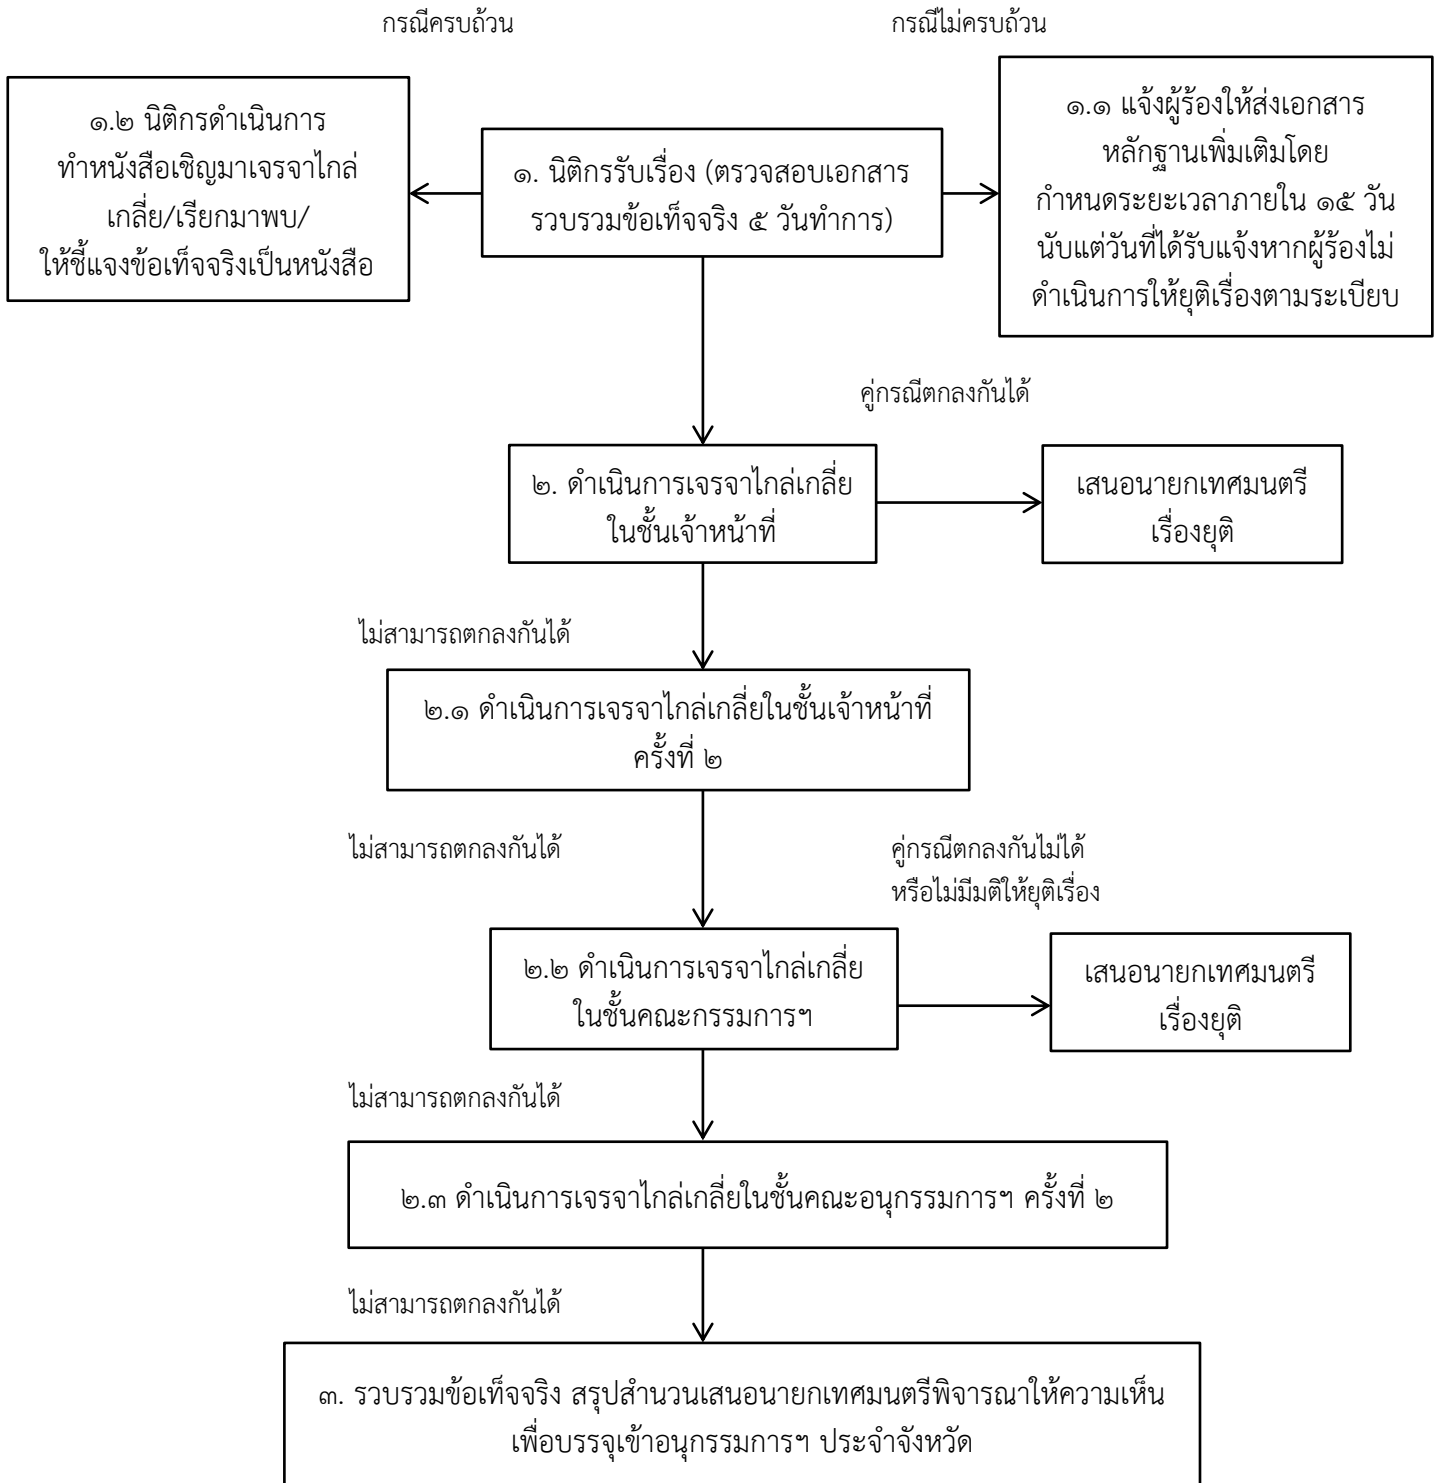 กรณีครบถ้วน
กรณีไม่ครบถ้วน
๑.๒ นิติกรดำเนินการ
ทำหนังสือเชิญมาเจรจาไกล่
เกลี่ย/เรียกมาพบ/
ให้ชี้แจงข้อเท็จจริงเป็นหนังสือ
๑. นิติกรรับเรื่อง (ตรวจสอบเอกสาร
รวบรวมข้อเท็จจริง ๕ วันทำการ)
๑.๑ แจ้งผู้ร้องให้ส่งเอกสาร
หลักฐานเพิ่มเติมโดย
กำหนดระยะเวลาภายใน ๑๕ วัน
นับแต่วันที่ได้รับแจ้งหากผู้ร้องไม่
ดำเนินการให้ยุติเรื่องตามระเบียบ
คู่กรณีตกลงกันได้
๒. ดำเนินการเจรจาไกล่เกลี่ย
ในชั้นเจ้าหน้าที่
เสนอนายกเทศมนตรี
เรื่องยุติ
ไม่สามารถตกลงกันได้
๒.๑ ดำเนินการเจรจาไกล่เกลี่ยในชั้นเจ้าหน้าที่
ครั้งที่ ๒
ไม่สามารถตกลงกันได้
คู่กรณีตกลงกันไม่ได้
หรือไม่มีมติให้ยุติเรื่อง
๒.๒ ดำเนินการเจรจาไกล่เกลี่ย
ในชั้นคณะกรรมการฯ
เสนอนายกเทศมนตรี
เรื่องยุติ
ไม่สามารถตกลงกันได้
๒.๓ ดำเนินการเจรจาไกล่เกลี่ยในชั้นคณะอนุกรรมการฯ ครั้งที่ ๒
ไม่สามารถตกลงกันได้
๓. รวบรวมข้อเท็จจริง สรุปสำนวนเสนอนายกเทศมนตรีพิจารณาให้ความเห็น
เพื่อบรรจุเข้าอนุกรรมการฯ ประจำจังหวัด